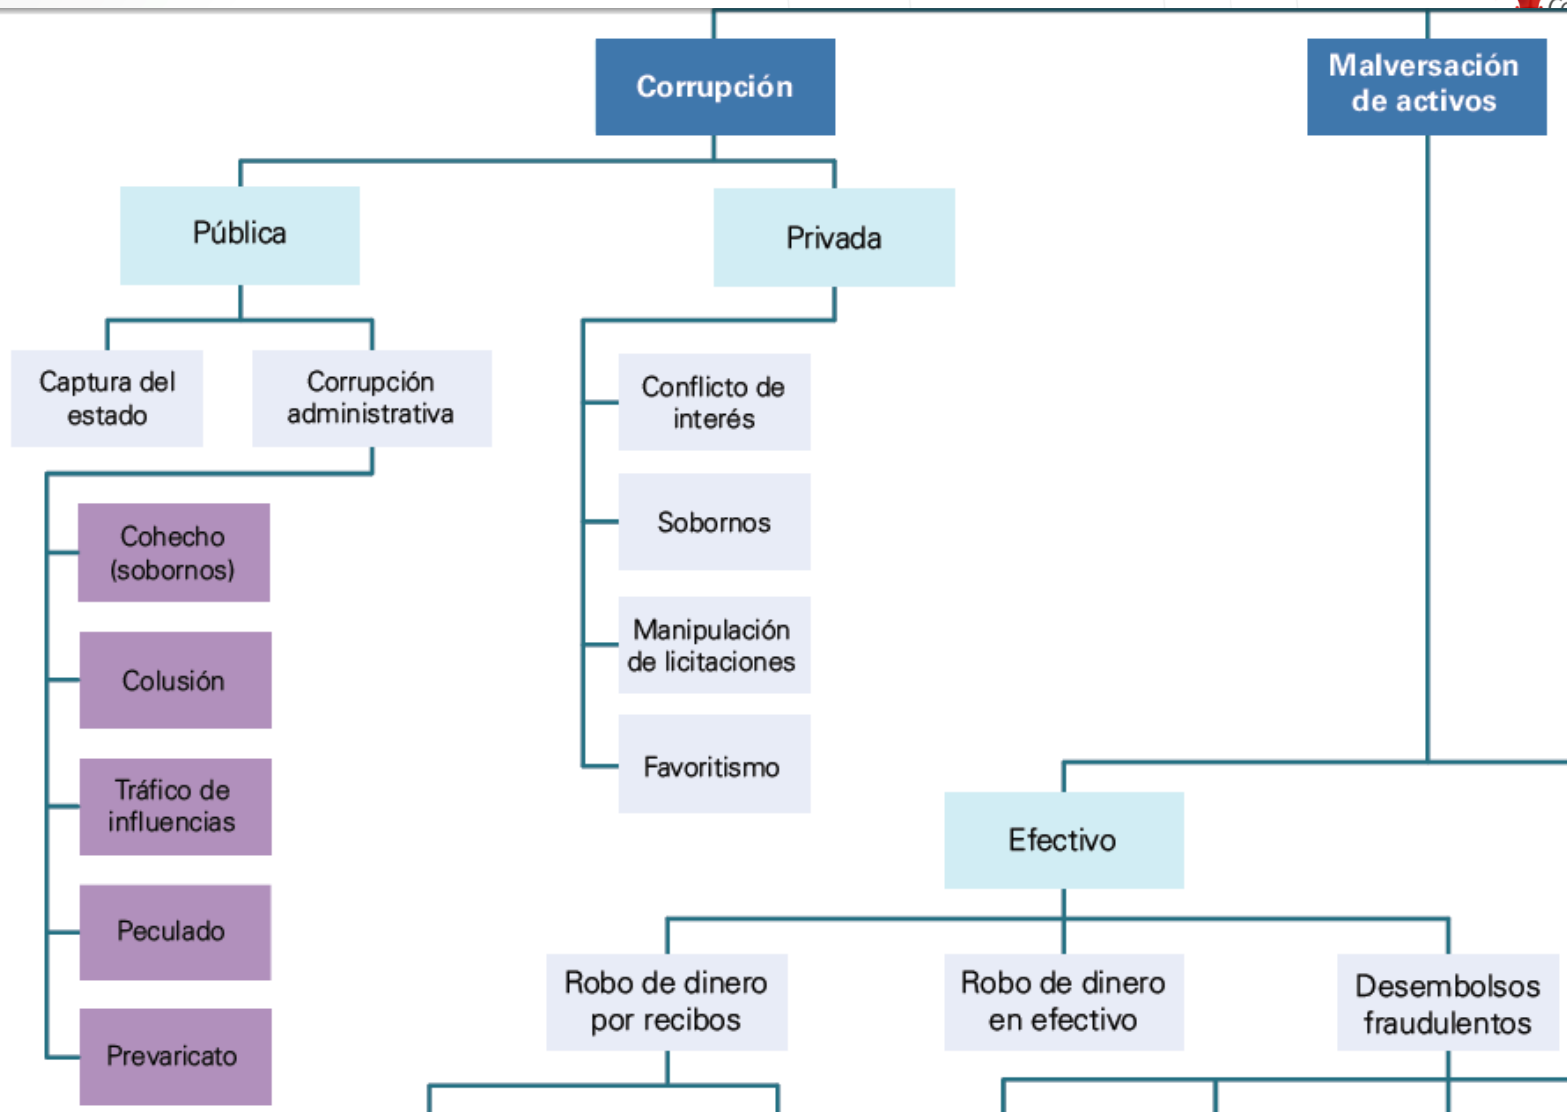 Corrupción
Malversación
de activos
Pública
Privada
Captura del
estado
Corrupción
administrativa
Conflicto de
interés
Sobornos
Manipulación
de licitaciones
Favoritismo
Cohecho
(sobornos)
Colusión
Tráfico de
influencias
Peculado
Prevaricato
Efectivo
Robo de dinero
por recibos
Robo de dinero
en efectivo
Desembolsos
fraudulentos